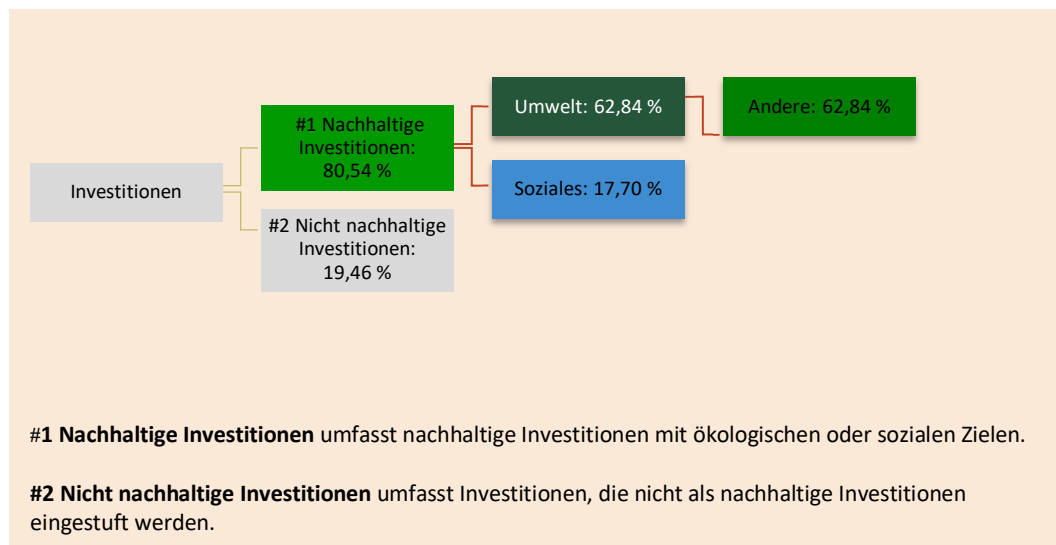 Investitionen
#1 Nachhaltige
Investitionen:
80,54 %
#2 Nicht nachhaltige
Investitionen:
19,46 %
Umwelt: 62,84 %
Soziales: 17,70 %
Andere: 62,84 %
#1 Nachhaltige Investitionen umfasst nachhaltige Investitionen mit ökologischen oder sozialen Zielen.
#2 Nicht nachhaltige Investitionen umfasst Investitionen, die nicht als nachhaltige Investitionen
eingestuft werden.